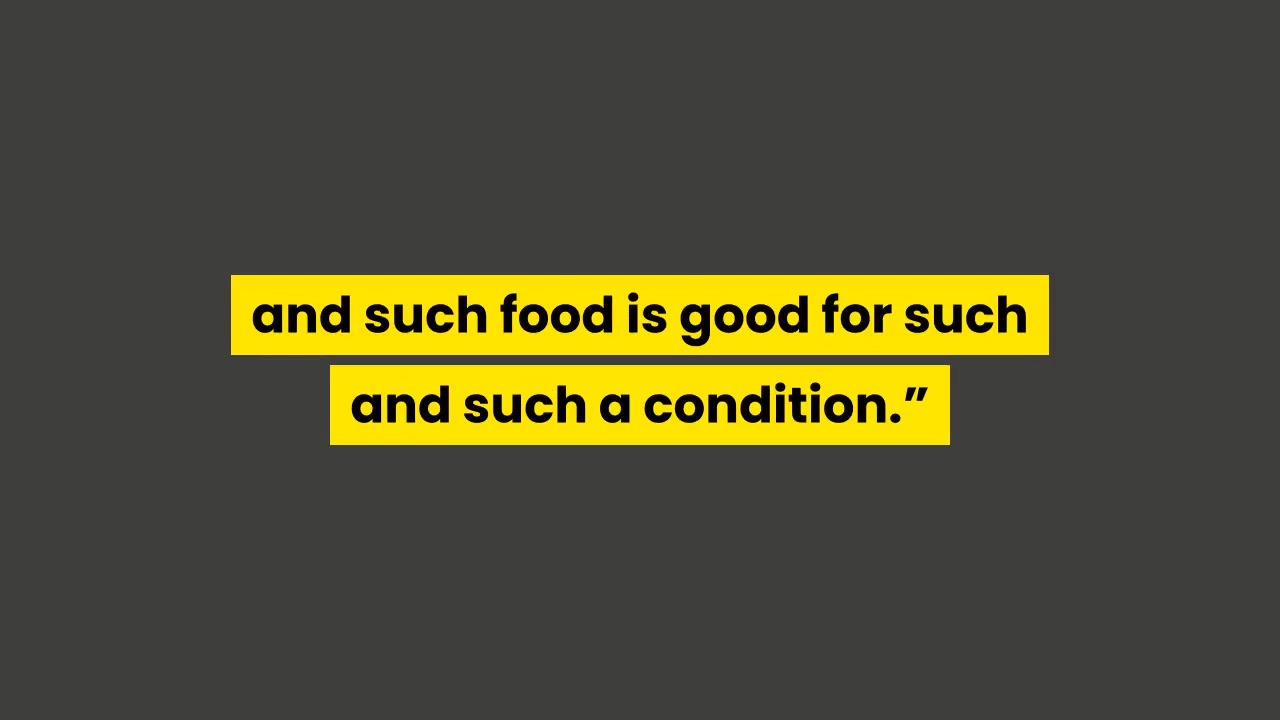 and such food is good for such
and such a condition.”